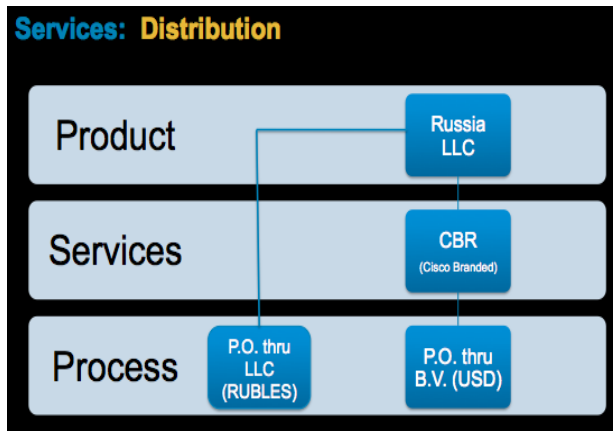 Services: Distribution
Product
Russia
LLC
Services
CBR
(Cisco Branded)
Process
P.O. thru
LLC
(RUBLES)
P.O. thru
B.V. (USD)